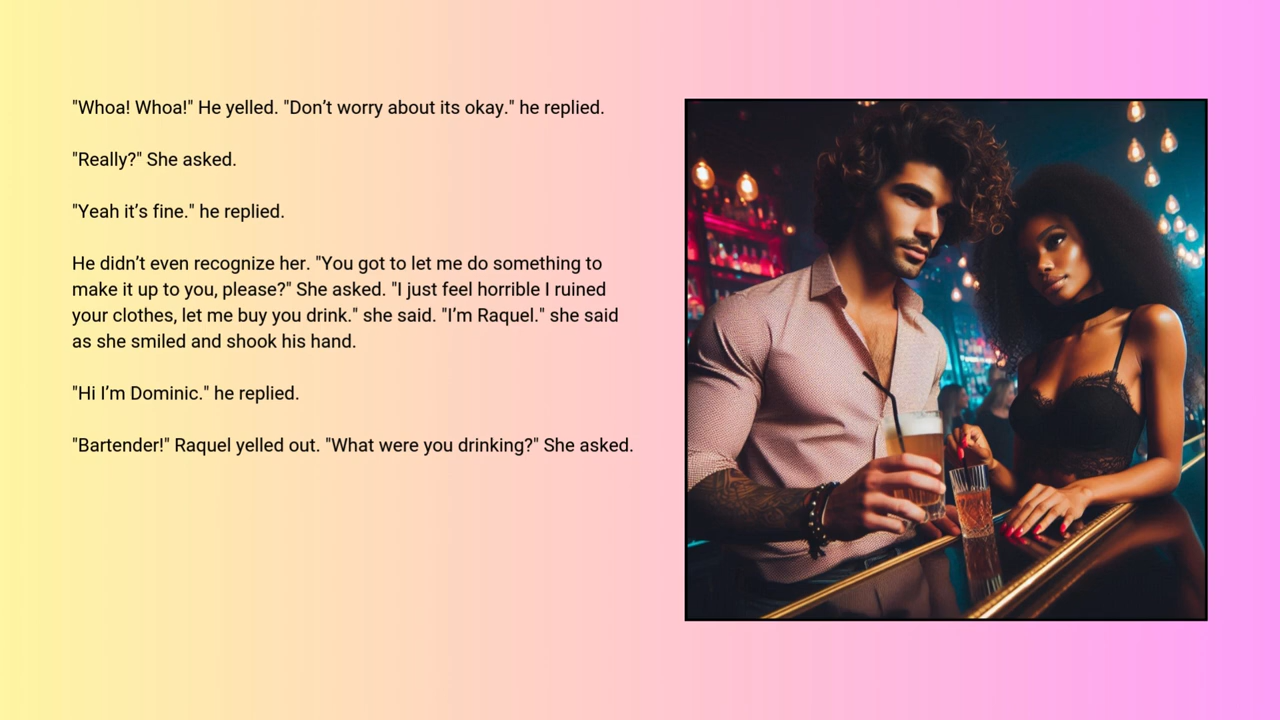 "Whoa! Whoa!" He yelled. "Don’t worry about its okay." he replied.
"Really?" She asked.
"Yeah it’s fine." he replied.
He didn’t even recognize her. "You got to let me do something to
make it up to you, please?" She asked. "I just feel horrible I ruined
your clothes, let me buy you drink." she said. "I’m Raquel." she said
as she smiled and shook his hand.
"Hi I’m Dominic." he replied.
"Bartender!" Raquel yelled out. "What were you drinking?" She asked.